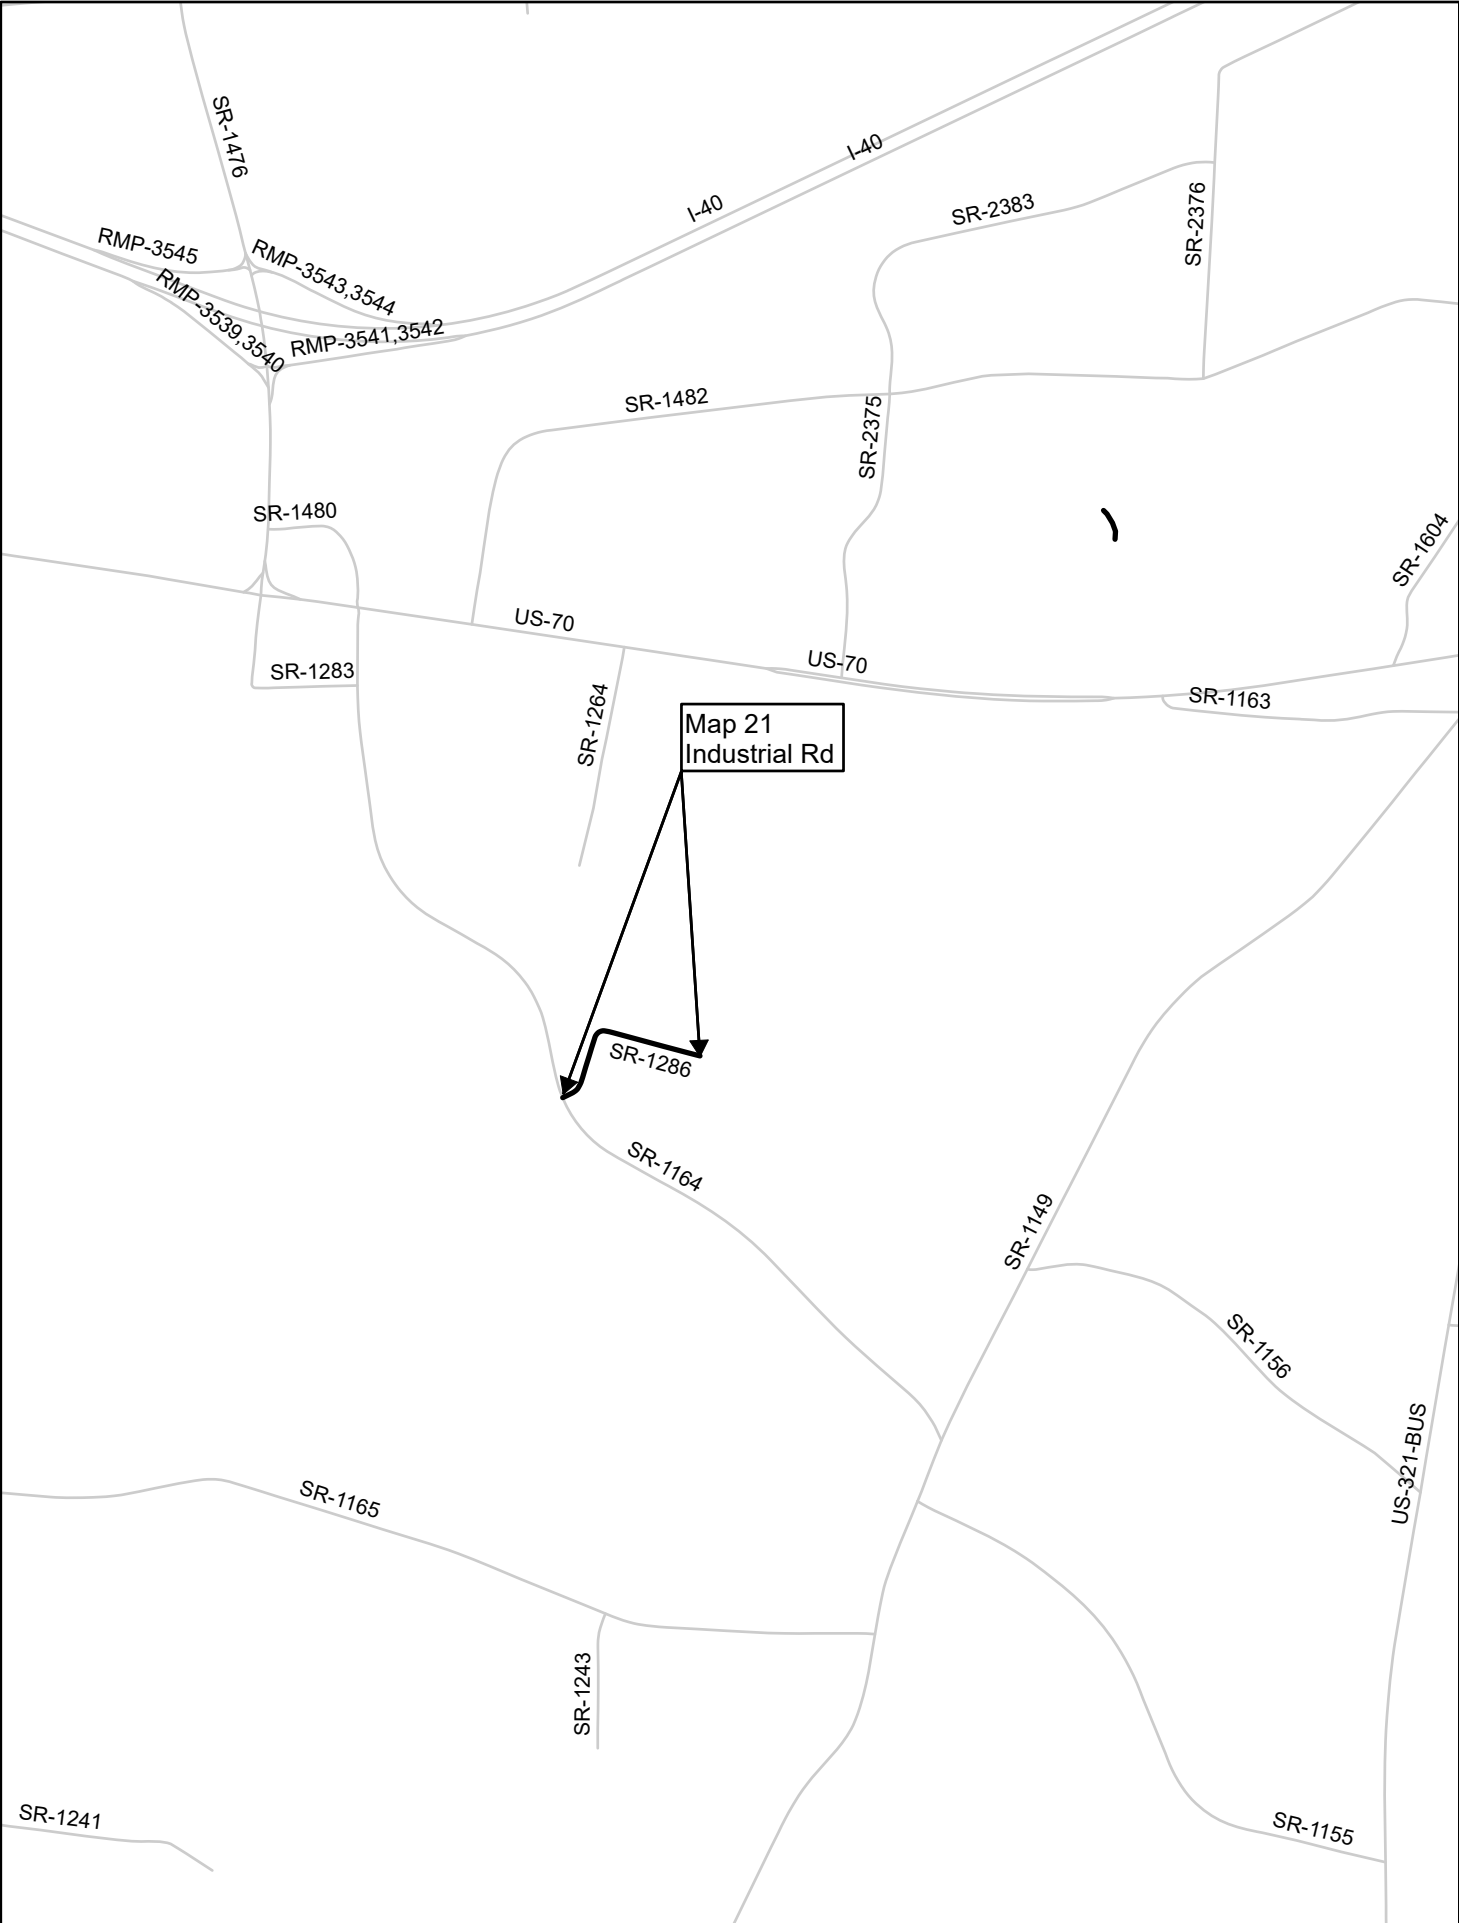 SR-1476
I-40
I-40
SR-2383
SR-2376
RMP-3545
RMP-3543,3544
RMP-3539,3540
RMP-3541,3542
SR-1482
SR-2375
SR-1480
SR-1604
US-70
US-70
SR-1283
SR-1264
SR-1163
Map 21
Industrial Rd
SR-1286
SR-1164
SR-1149
SR-1156
US-321-BUS
SR-1165
SR-1243
SR-1241
SR-1155